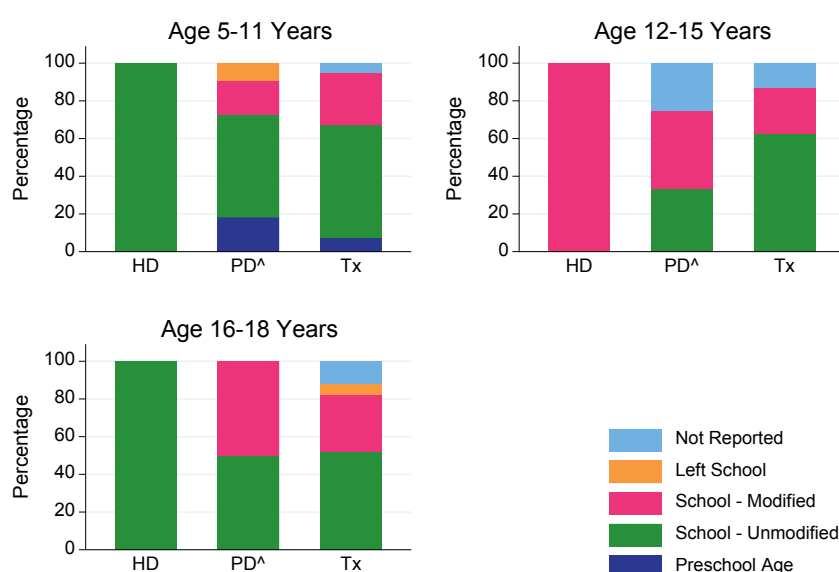 Age 5-11 Years
Percentage
100
80
60
40
20
0
HD PD^ Tx
Age 12-15 Years
Percentage
100
80
60
40
20
0
HD PD^ Tx
Age 16-18 Years
Percentage
100
80
60
40
20
0
HD PD^ Tx
Not Reported
Left School
School - Modified
School - Unmodified
Preschool Age